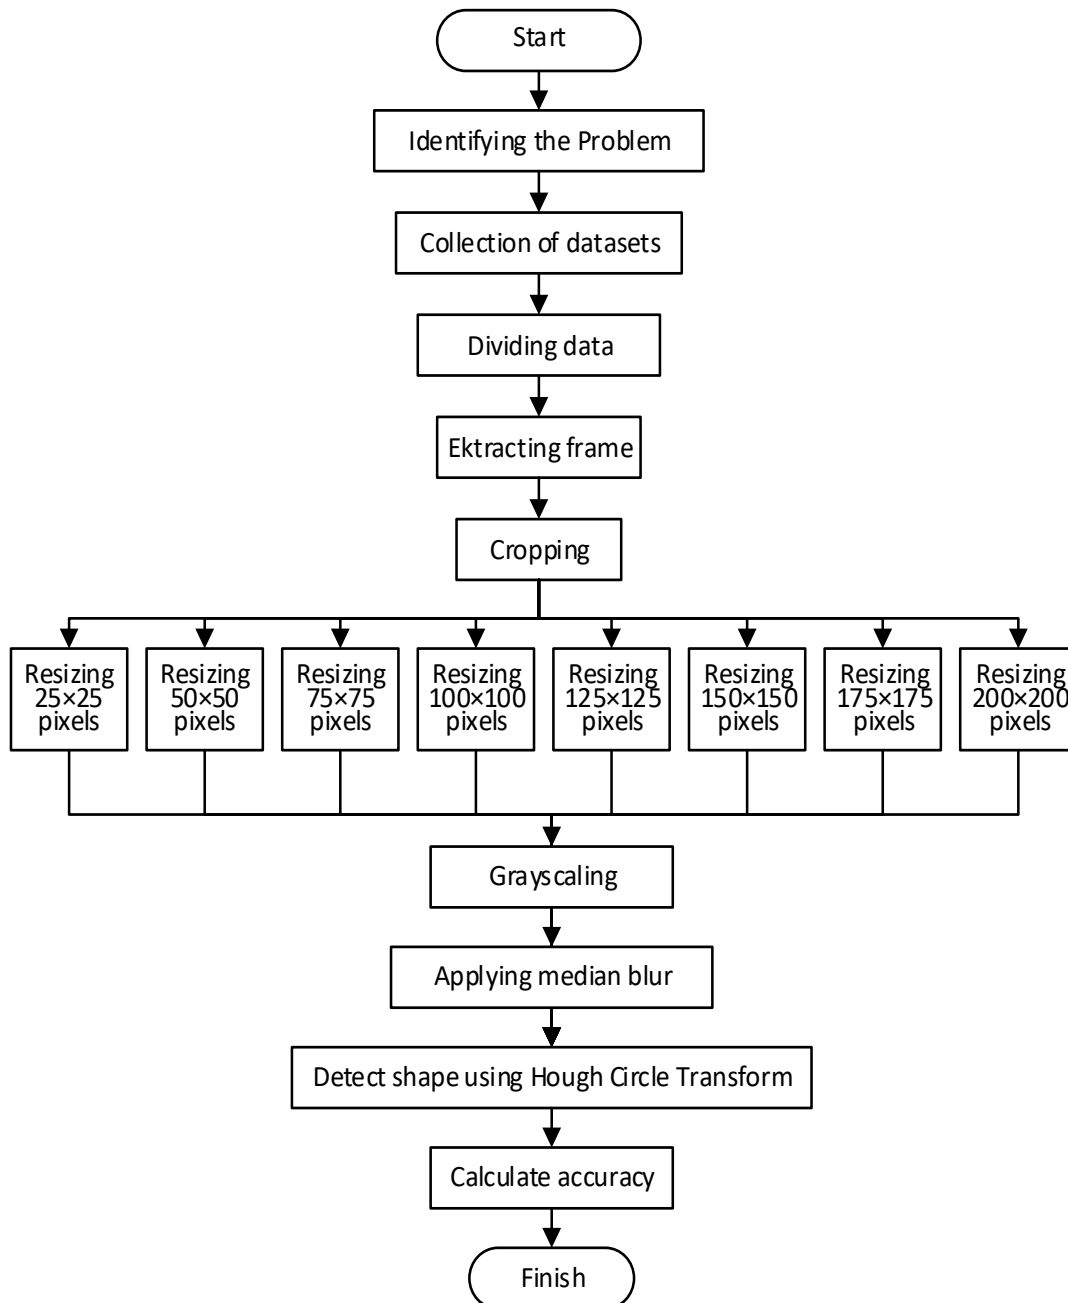 Start
Identifying the Problem
Collection of datasets
Dividing data
Ektracting frame
Cropping
Resizing
25×25
pixels
Resizing
50×50
pixels
Resizing
75×75
pixels
Resizing
100×100
pixels
Resizing
125×125
pixels
Resizing
150×150
pixels
Resizing
175×175
pixels
Resizing
200×200
pixels
Grayscaling
Applying median blur
Detect shape using Hough Circle Transform
Calculate accuracy
Finish